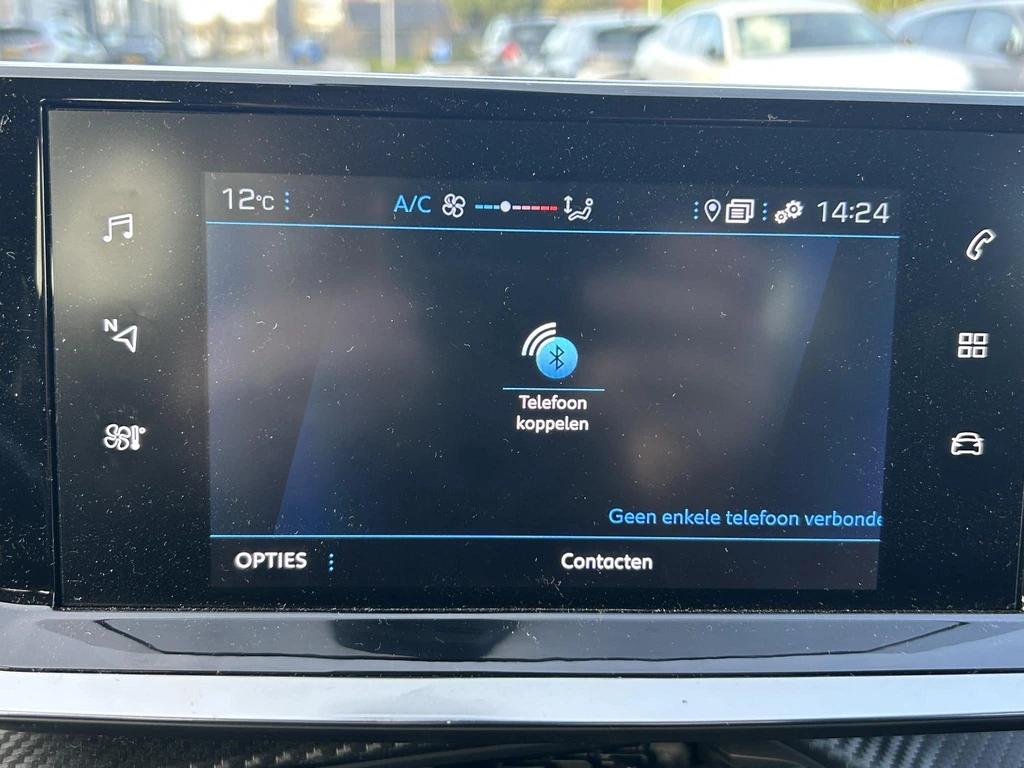 12°C A/C 14:24
N
Telefoon
koppelen
Geen enkele telefoon verbonde
OPTIES Contacten